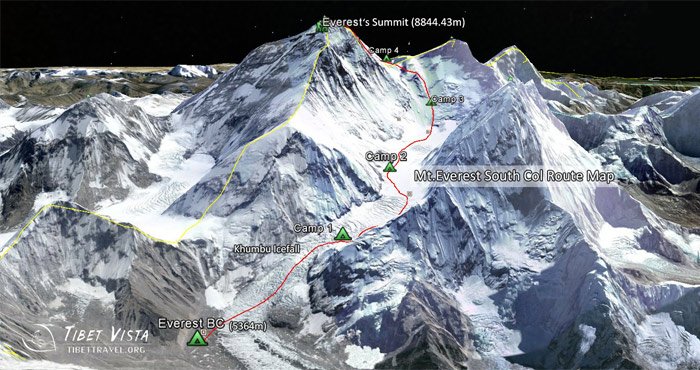 Everest's Summit (8844.43m)
Camp 4
Camp 3
Camp 2
Mt.Everest South Col Route Map
Camp 1
Khumbu Icefall
Everest BC (5364m)
TIBET VISTA
TIBETTRAVEL.ORG